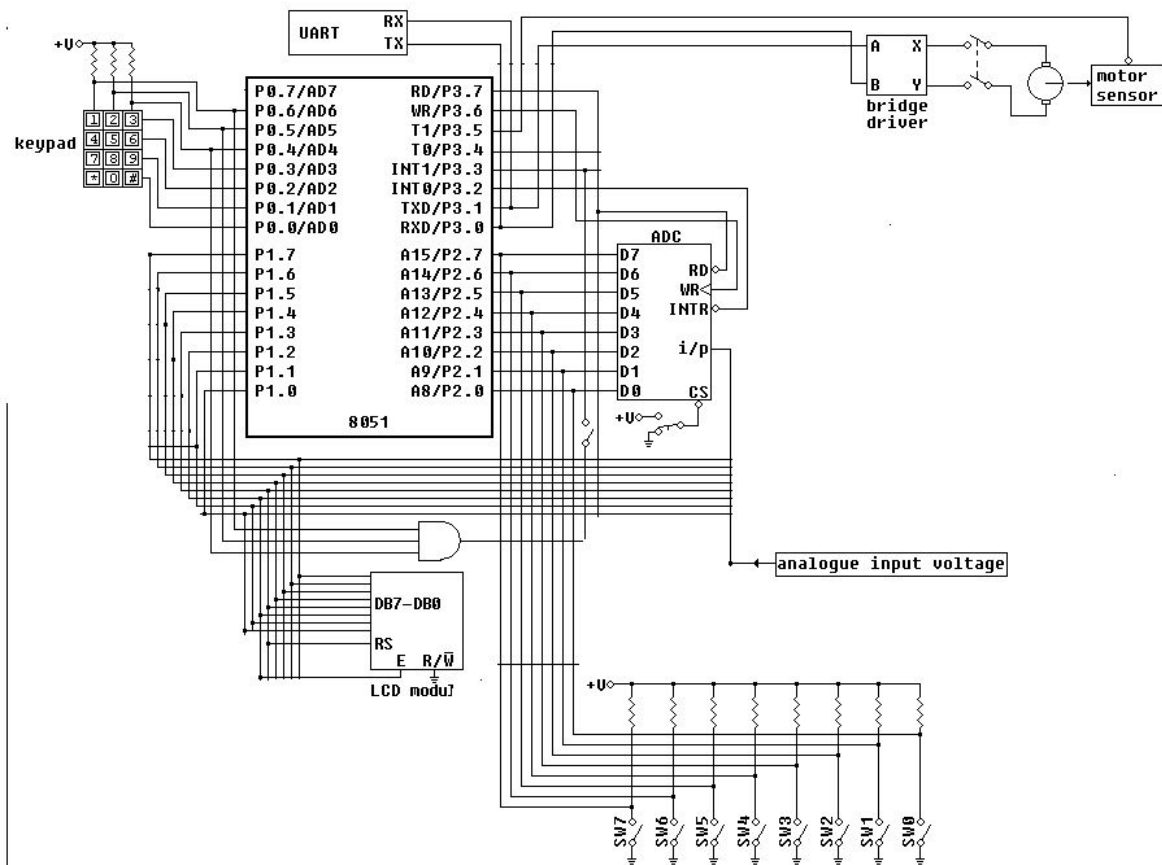 UART
RX
TX
+V
keypad
1 2 3
4 5 6
7 8 9
* 0 #
P0.7/AD7
P0.6/AD6
P0.5/AD5
P0.4/AD4
P0.3/AD3
P0.2/AD2
P0.1/AD1
P0.0/AD0
P1.7
P1.6
P1.5
P1.4
P1.3
P1.2
P1.1
P1.0
RD/P3.7
WR/P3.6
T1/P3.5
T0/P3.4
INT1/P3.3
INT0/P3.2
TXD/P3.1
RXD/P3.0
A15/P2.7
A14/P2.6
A13/P2.5
A12/P2.4
A11/P2.3
A10/P2.2
A9/P2.1
A8/P2.0
8051
A X
B Y
bridge
driver
motor
sensor
ADC
D7
D6
D5
D4
D3
D2
D1
D0
RD
WR
INTR
i/p
CS
+V
analogue input voltage
DB7-DB0
RS
E R/W̅
LCD modul
+V
SW7
SW6
SW5
SW4
SW3
SW2
SW1
SW0